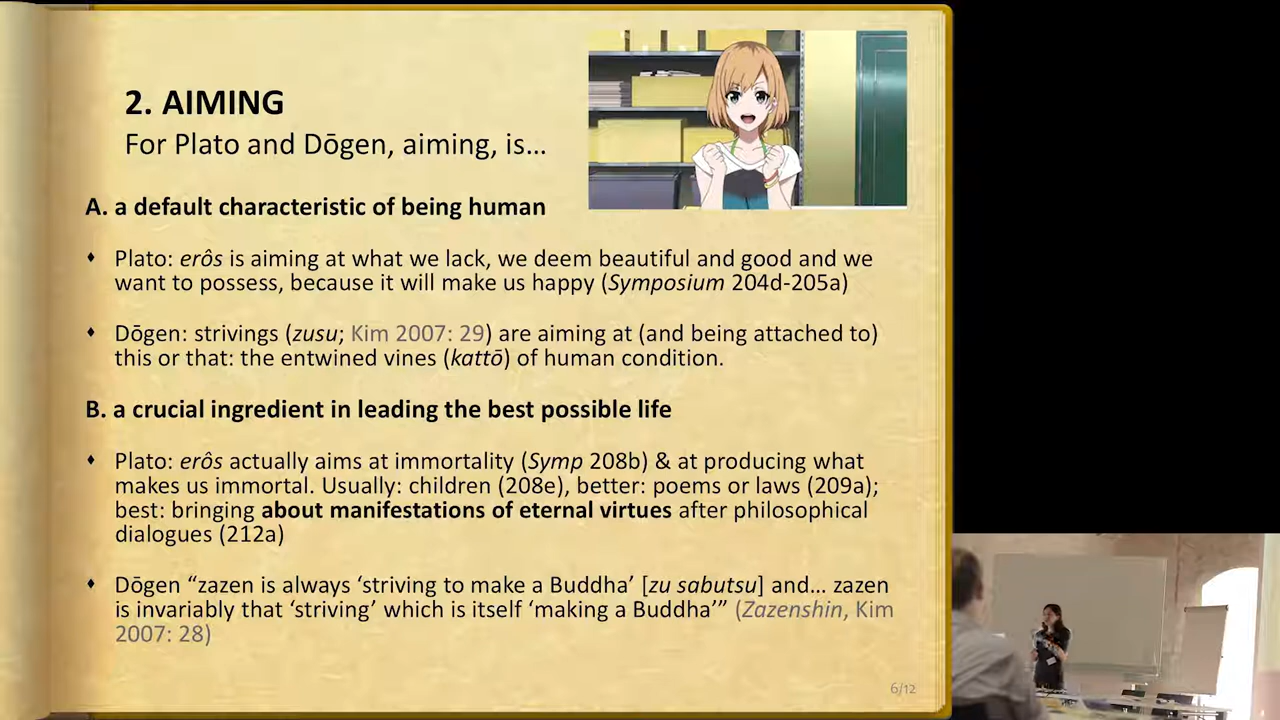 2. AIMING
For Plato and Dōgen, aiming, is…
A. a default characteristic of being human
Plato: erôs is aiming at what we lack, we deem beautiful and good and we
want to possess, because it will make us happy (Symposium 204d-205a)
Dōgen: strivings (zusu; Kim 2007: 29) are aiming at (and being attached to)
this or that: the entwined vines (kattō) of human condition.
B. a crucial ingredient in leading the best possible life
Plato: erôs actually aims at immortality (Symp 208b) & at producing what
makes us immortal. Usually: children (208e), better: poems or laws (209a);
best: bringing about manifestations of eternal virtues after philosophical
dialogues (212a)
Dōgen “zazen is always ‘striving to make a Buddha’ [zu sabutsu] and… zazen
is invariably that ‘striving’ which is itself ‘making a Buddha’” (Zazenshin, Kim
2007: 28)
6/12